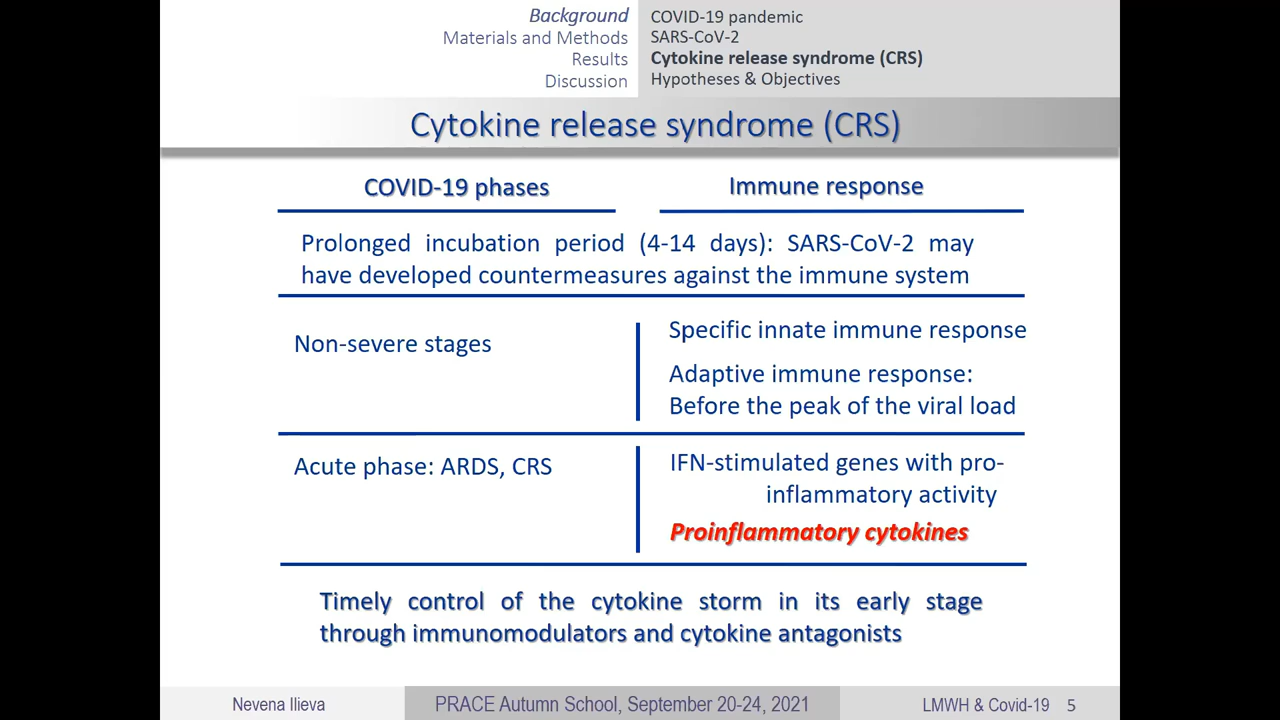 Background
Materials and Methods
Results
Discussion
COVID-19 pandemic
SARS-CoV-2
Cytokine release syndrome (CRS)
Hypotheses & Objectives
Cytokine release syndrome (CRS)
COVID-19 phases
Immune response
Prolonged incubation period (4-14 days): SARS-CoV-2 may
have developed countermeasures against the immune system
Non-severe stages
Specific innate immune response
Adaptive immune response:
Before the peak of the viral load
Acute phase: ARDS, CRS
IFN-stimulated genes with pro-
inflammatory activity
Proinflammatory cytokines
Timely control of the cytokine storm in its early stage
through immunomodulators and cytokine antagonists
Nevena Ilieva
PRACE Autumn School, September 20-24, 2021
LMWH & Covid-19 5